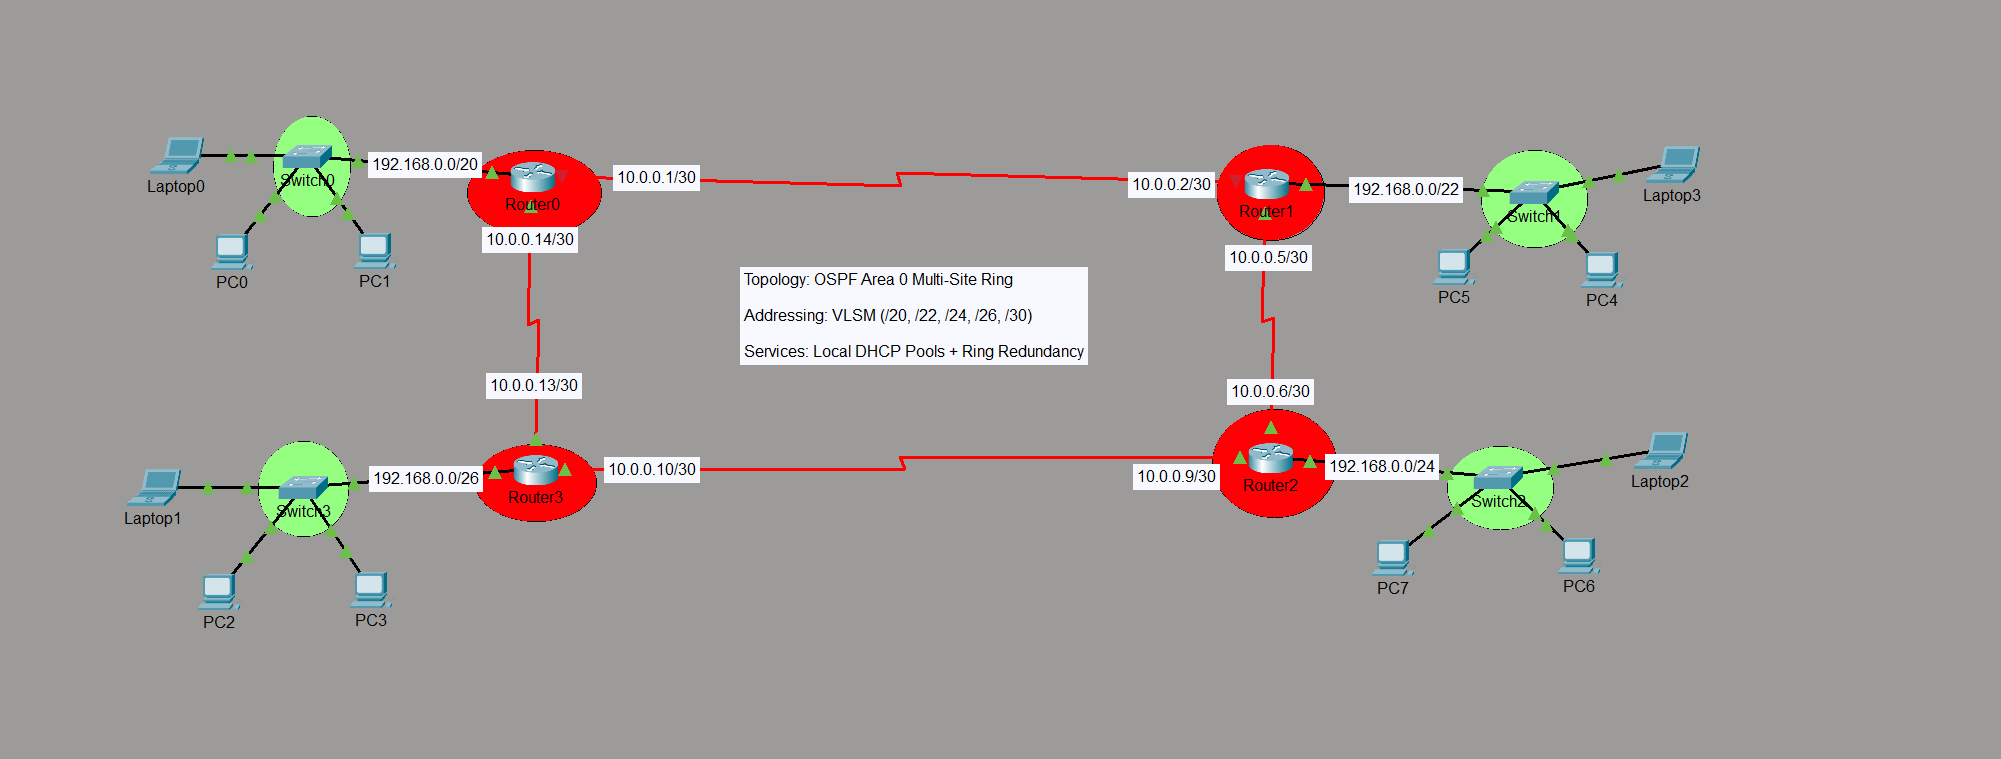 192.168.0.0/20
10.0.0.1/30
10.0.0.2/30
192.168.0.0/22
Laptop0
Switch0
Router0
Router1
Switch1
Laptop3
10.0.0.14/30
10.0.0.5/30
PC0
PC1
PC5
PC4
Topology: OSPF Area 0 Multi-Site Ring
Addressing: VLSM (/20, /22, /24, /26, /30)
Services: Local DHCP Pools + Ring Redundancy
10.0.0.13/30
10.0.0.6/30
192.168.0.0/26
10.0.0.10/30
10.0.0.9/30
192.168.0.0/24
Laptop1
Switch3
Router3
Router2
Switch2
Laptop2
PC2
PC3
PC7
PC6